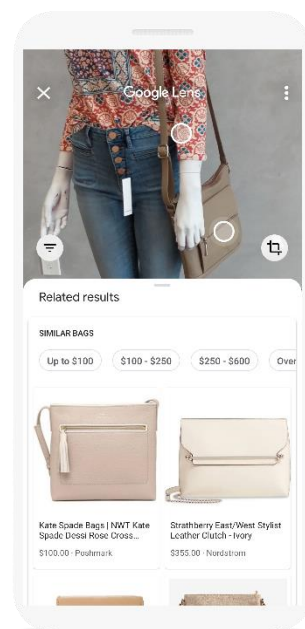 Google Lens
Related results
SIMILAR BAGS
Up to $100
$100 - $250
$250 - $600
Over
Kate Spade Bags | NWT Kate
Spade Dessi Rose Cross...
$100.00 · Poshmark
Strathberry East/West Stylist
Leather Clutch - Ivory
$355.00 · Nordstrom